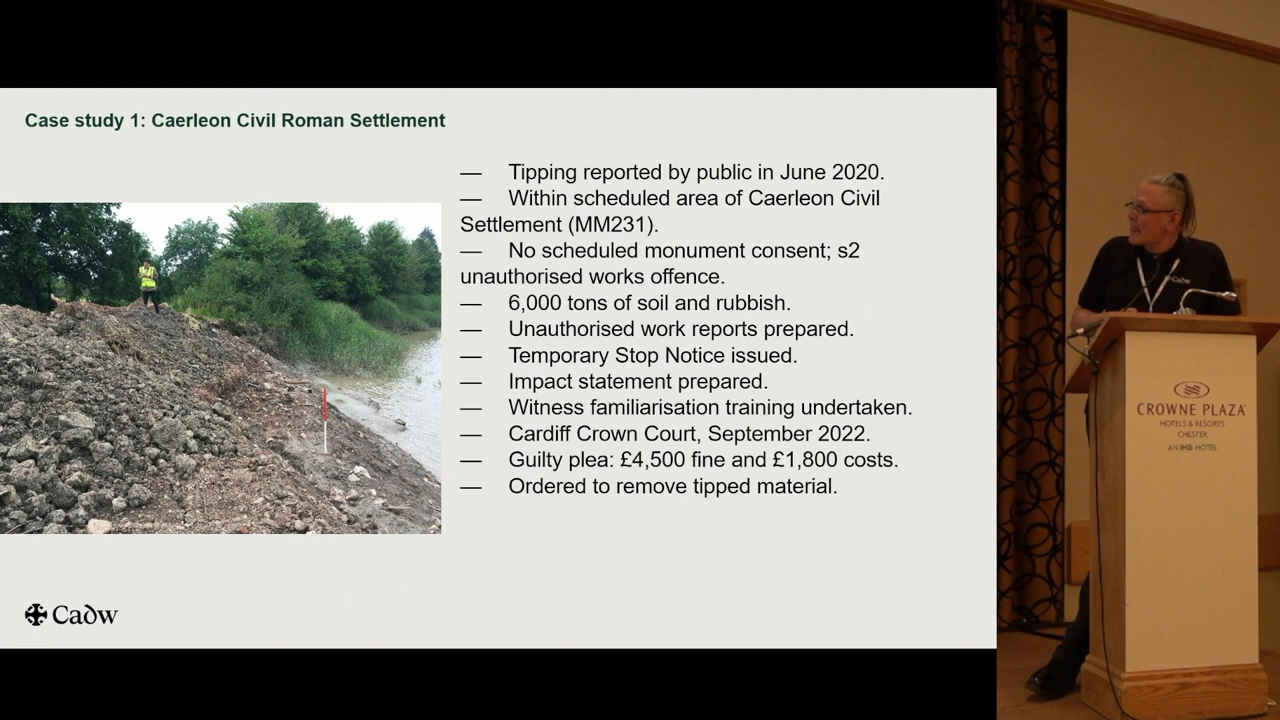 Case study 1: Caerleon Civil Roman Settlement
— Tipping reported by public in June 2020.
— Within scheduled area of Caerleon Civil
Settlement (MM231).
— No scheduled monument consent; s2
unauthorised works offence.
— 6,000 tons of soil and rubbish.
— Unauthorised work reports prepared.
— Temporary Stop Notice issued.
— Impact statement prepared.
— Witness familiarisation training undertaken.
— Cardiff Crown Court, September 2022.
— Guilty plea: £4,500 fine and £1,800 costs.
— Ordered to remove tipped material.
Cadw
Cadw
CROWNE PLAZA
HOTELS & RESORTS
CHESTER
AN IHG HOTEL